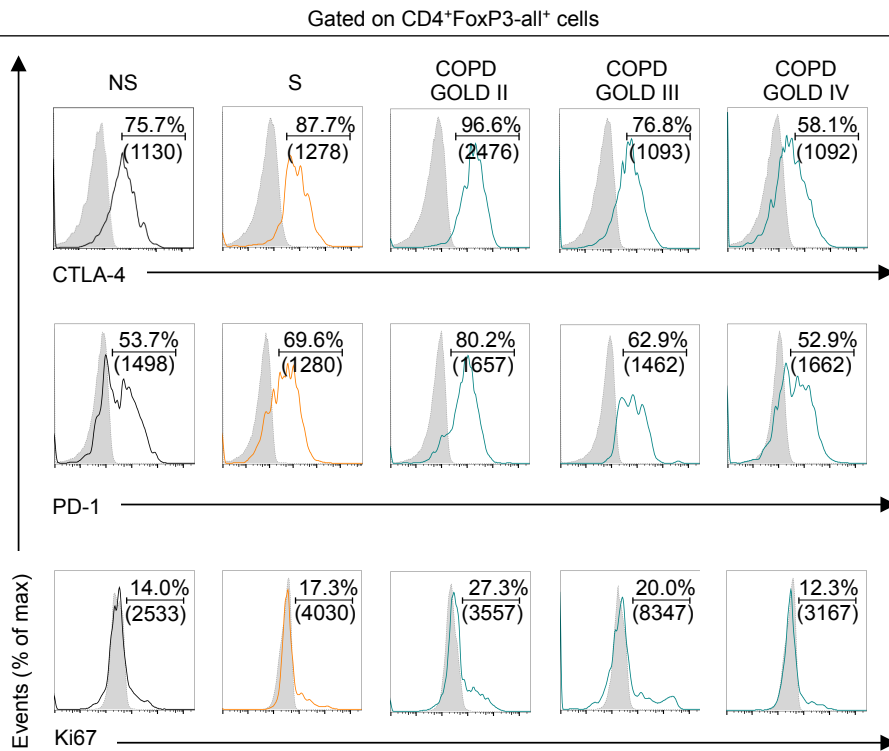 Gated on CD4⁺FoxP3-all⁺ cells
NS
S
COPD
GOLD II
COPD
GOLD III
COPD
GOLD IV
75.7%
(1130)
87.7%
(1278)
96.6%
(2476)
76.8%
(1093)
58.1%
(1092)
CTLA-4
53.7%
(1498)
69.6%
(1280)
80.2%
(1657)
62.9%
(1462)
52.9%
(1662)
PD-1
14.0%
(2533)
17.3%
(4030)
27.3%
(3557)
20.0%
(8347)
12.3%
(3167)
Ki67
Events (% of max)